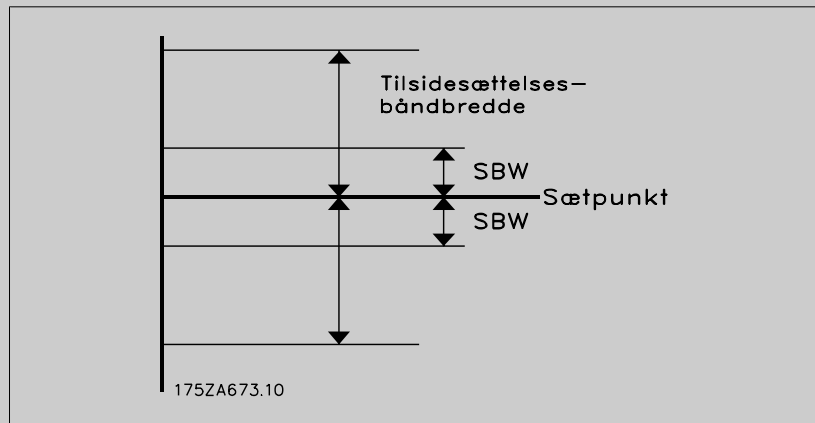 Tilsidesættelses-
båndbredde
SBW
Sætpunkt
SBW
175ZA673.10